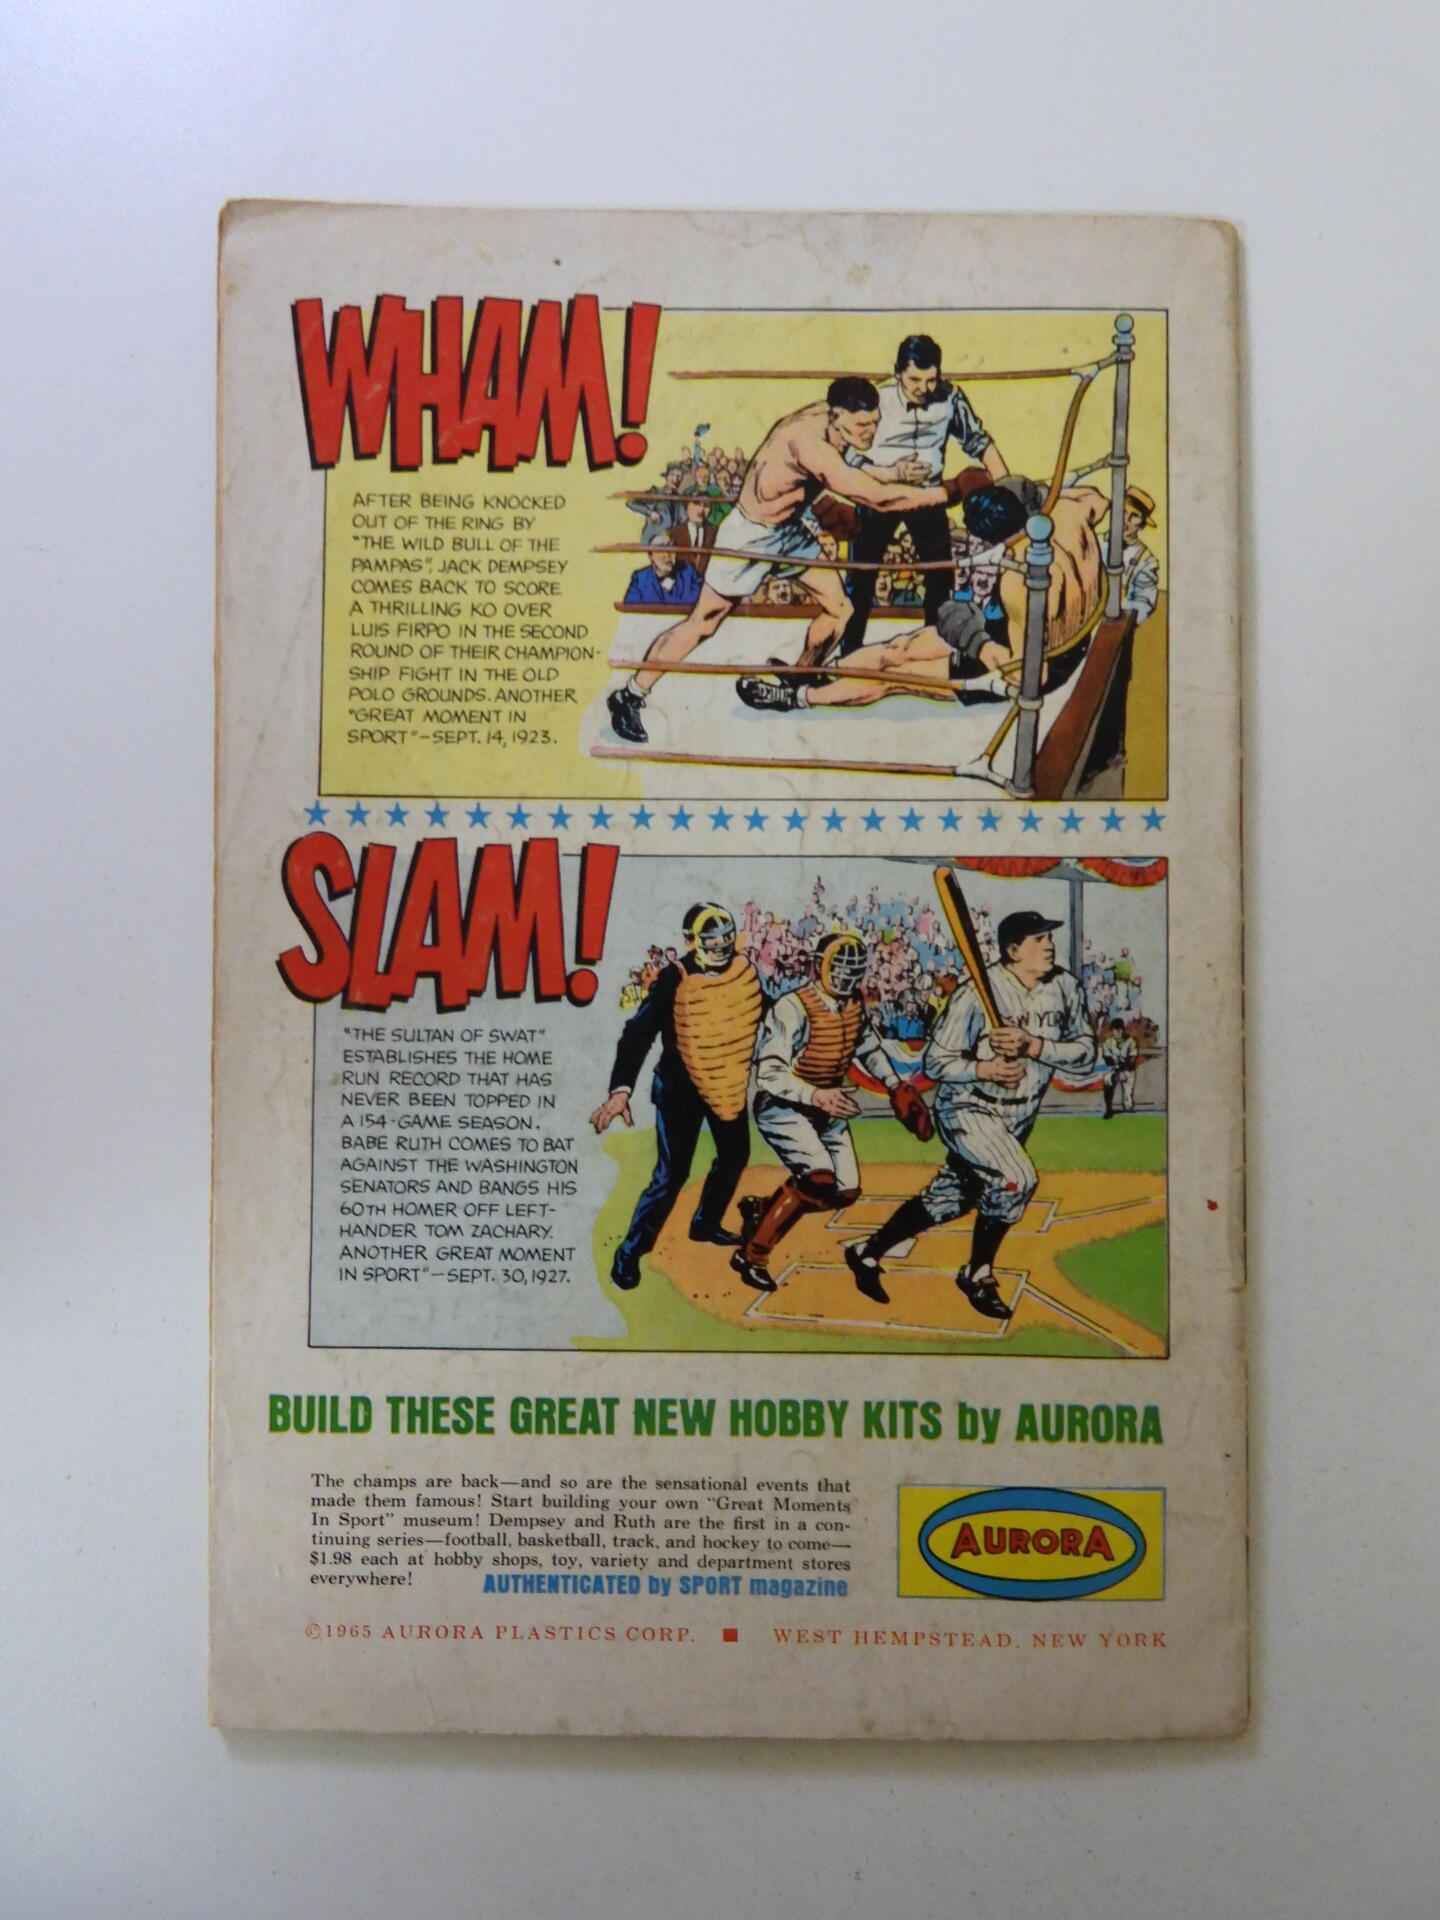 WHAM!
AFTER BEING KNOCKED
OUT OF THE RING BY
"THE WILD BULL OF THE
PAMPAS", JACK DEMPSEY
COMES BACK TO SCORE
A THRILLING KO OVER
LUIS FIRPO IN THE SECOND
ROUND OF THEIR CHAMPION-
SHIP FIGHT IN THE OLD
POLO GROUNDS. ANOTHER
"GREAT MOMENT IN
SPORT"—SEPT. 14, 1923.
SLAM!
"THE SULTAN OF SWAT"
ESTABLISHES THE HOME
RUN RECORD THAT HAS
NEVER BEEN TOPPED IN
A 154-GAME SEASON.
BABE RUTH COMES TO BAT
AGAINST THE WASHINGTON
SENATORS AND BANGS HIS
60TH HOMER OFF LEFT-
HANDER TOM ZACHARY.
ANOTHER GREAT MOMENT
IN SPORT"—SEPT. 30, 1927.
EW YOR
BUILD THESE GREAT NEW HOBBY KITS by AURORA
The champs are back—and so are the sensational events that
made them famous! Start building your own "Great Moments
In Sport" museum! Dempsey and Ruth are the first in a con-
tinuing series—football, basketball, track, and hockey to come—
$1.98 each at hobby shops, toy, variety and department stores
everywhere! AUTHENTICATED by SPORT magazine
AURORA
©1965 AURORA PLASTICS CORP. ■ WEST HEMPSTEAD, NEW YORK